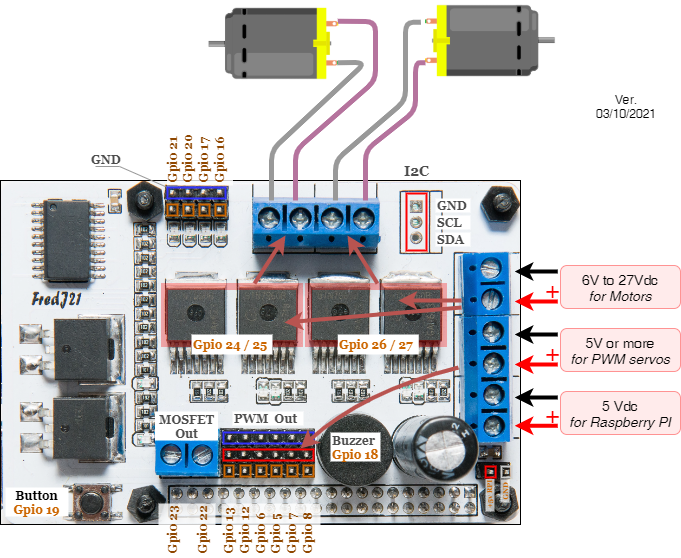 Ver.
03/10/2021
Gpio 21
Gpio 20
Gpio 17
Gpio 16
GND
I2C
GND
SCL
SDA
6V to 27Vdc
for Motors
+
FredJ21
Gpio 24 / 25
Gpio 26 / 27
5V or more
for PWM servos
+
5 Vdc
for Raspberry PI
+
MOSFET
Out
PWM Out
Buzzer
Gpio 18
Button
Gpio 19
Gpio 23
Gpio 22
Gpio 13
Gpio 12
Gpio 6
Gpio 5
Gpio 7
Gpio 8